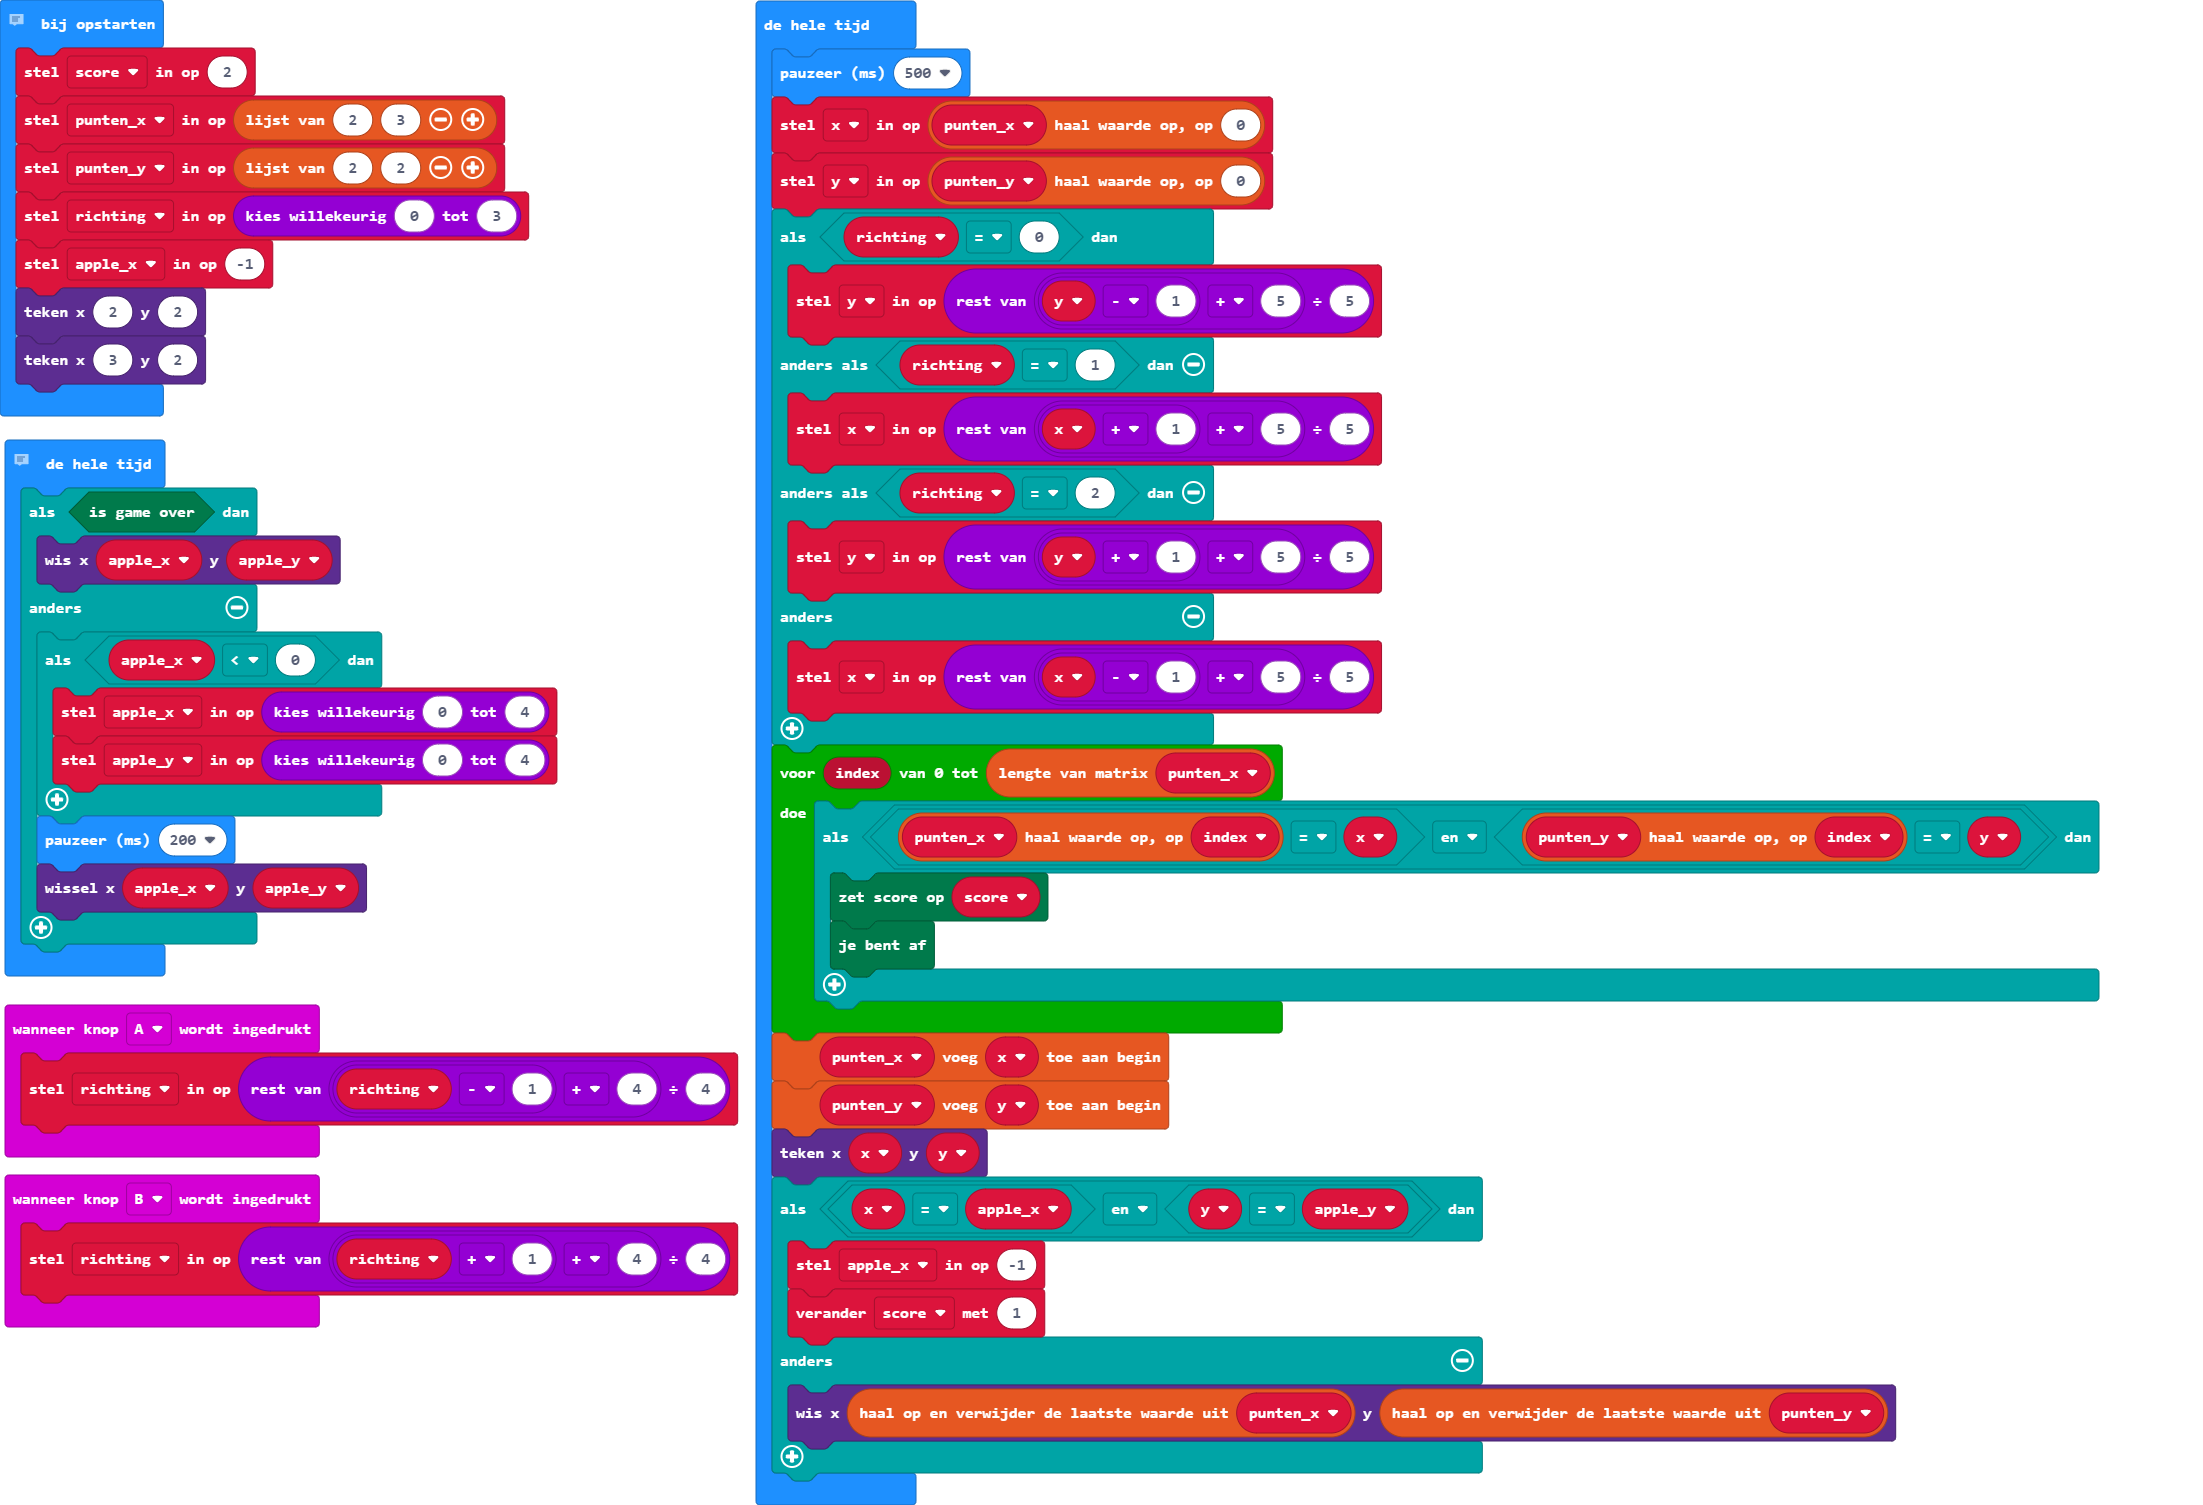 bij opstarten
stel score in op 2
stel punten_x in op lijst van 2 3
stel punten_y in op lijst van 2 2
stel richting in op kies willekeurig 0 tot 3
stel apple_x in op -1
teken x 2 y 2
teken x 3 y 2
de hele tijd
als is game over dan
wis x apple_x y apple_y
anders
als apple_x < 0 dan
stel apple_x in op kies willekeurig 0 tot 4
stel apple_y in op kies willekeurig 0 tot 4
pauzeer (ms) 200
wissel x apple_x y apple_y
wanneer knop A wordt ingedrukt
stel richting in op rest van richting - 1 + 4 ÷ 4
wanneer knop B wordt ingedrukt
stel richting in op rest van richting + 1 + 4 ÷ 4
de hele tijd
pauzeer (ms) 500
stel x in op punten_x haal waarde op, op 0
stel y in op punten_y haal waarde op, op 0
als richting = 0 dan
stel y in op rest van y - 1 + 5 ÷ 5
anders als richting = 1 dan
stel x in op rest van x + 1 + 5 ÷ 5
anders als richting = 2 dan
stel y in op rest van y + 1 + 5 ÷ 5
anders
stel x in op rest van x - 1 + 5 ÷ 5
voor index van 0 tot lengte van matrix punten_x
doe
als punten_x haal waarde op, op index = x en punten_y haal waarde op, op index = y dan
zet score op score
je bent af
punten_x voeg x toe aan begin
punten_y voeg y toe aan begin
teken x x y y
als x = apple_x en y = apple_y dan
stel apple_x in op -1
verander score met 1
anders
wis x haal op en verwijder de laatste waarde uit punten_x y haal op en verwijder de laatste waarde uit punten_y